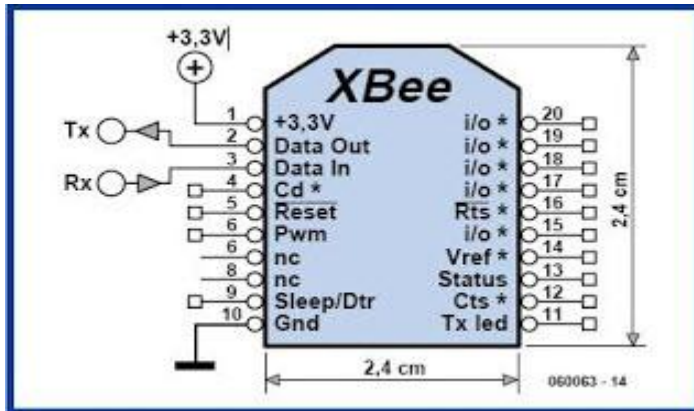 +3,3V
XBee
1 +3,3V i/o * 20
Tx 2 Data Out i/o * 19
3 Data In i/o * 18
Rx 4 Cd * i/o * 17
5 Reset Rts * 16
6 Pwm i/o * 15
6 nc Vref * 14
8 nc Status 13
9 Sleep/Dtr Cts * 12
10 Gnd Tx led 11
2,4 cm
2,4 cm
060063 - 14